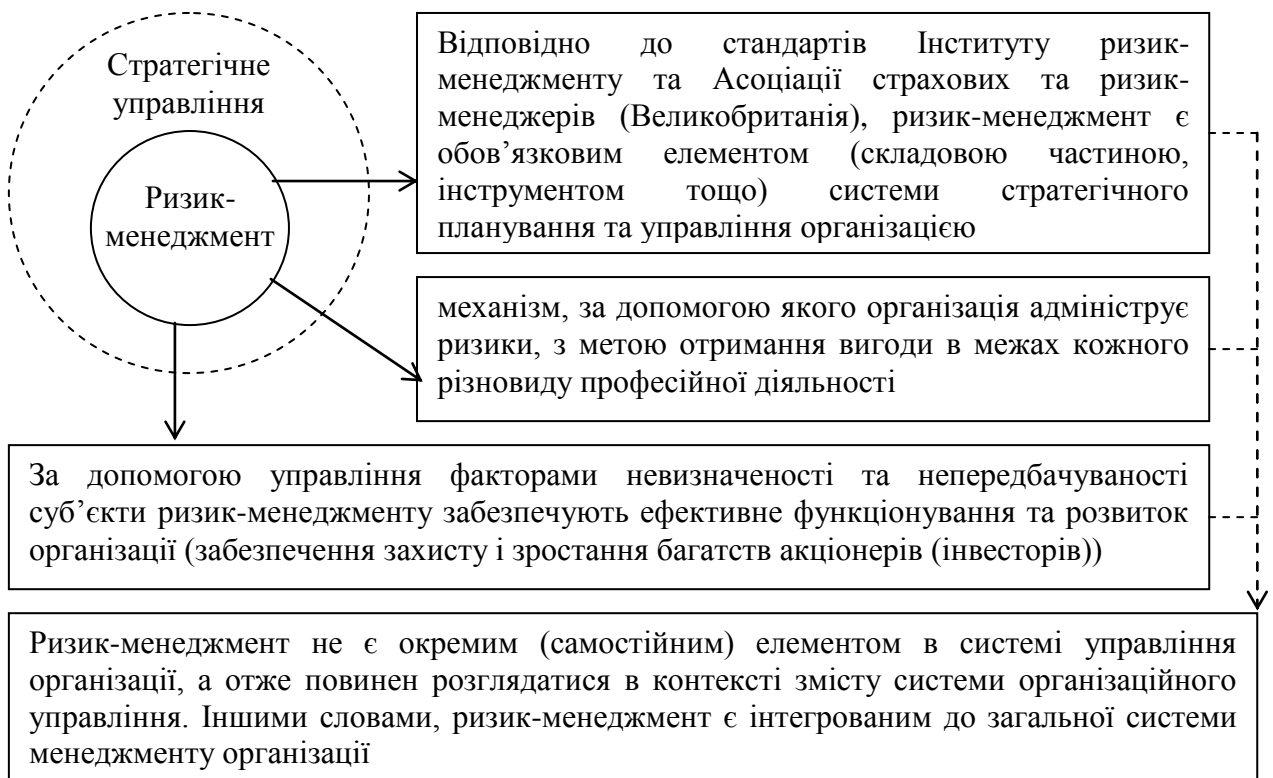 Стратегічне
управління
Ризик-
менеджмент
Відповідно до стандартів Інституту ризик-
менеджменту та Асоціації страхових та ризик-
менеджерів (Великобританія), ризик-менеджмент є
обов’язковим елементом (складовою частиною,
інструментом тощо) системи стратегічного
планування та управління організацією
механізм, за допомогою якого організація адмініструє
ризики, з метою отримання вигоди в межах кожного
різновиду професійної діяльності
За допомогою управління факторами невизначеності та непередбачуваності
суб’єкти ризик-менеджменту забезпечують ефективне функціонування та розвиток
організації (забезпечення захисту і зростання багатств акціонерів (інвесторів))
Ризик-менеджмент не є окремим (самостійним) елементом в системі управління
організації, а отже повинен розглядатися в контексті змісту системи організаційного
управління. Іншими словами, ризик-менеджмент є інтегрованим до загальної системи
менеджменту організації